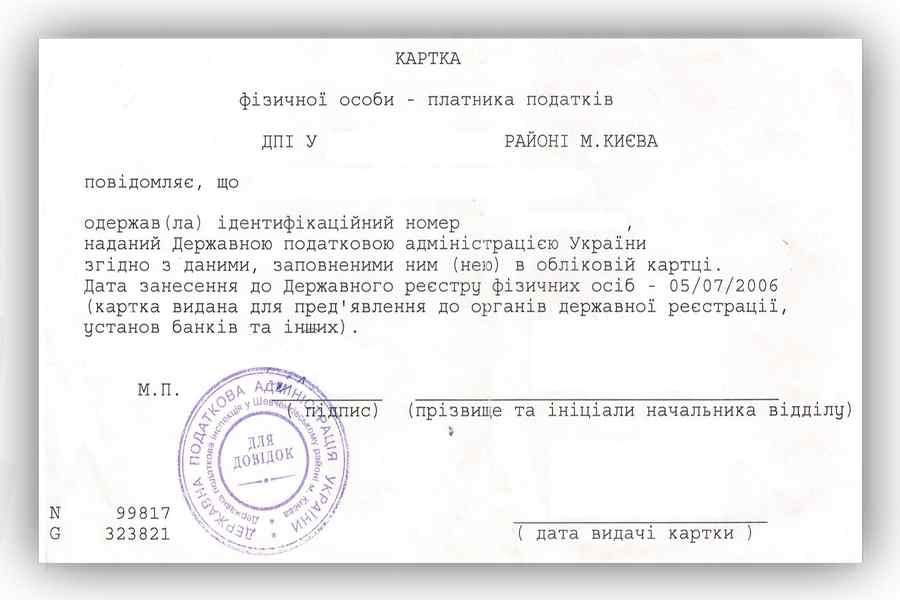 КАРТКА
фізичної особи - платника податків
ДПІ У РАЙОНІ М.КИЄВА
повідомляє, що
одержав(ла) ідентифікаційний номер ,
наданий Державною податковою адміністрацією України
згідно з даними, заповненими ним (нею) в обліковій картці.
Дата занесення до Державного реєстру фізичних осіб - 05/07/2006
(картка видана для пред'явлення до органів державної реєстрації,
установ банків та інших).
М.П.
( підпис) (прізвище та ініціали начальника відділу)
ДЕРЖАВНА ПОДАТКОВА АДМІНІСТРАЦІЯ УКРАЇНИ
Державна податкова інспекція у Шевченківському районі м. Києва
ДЛЯ
ДОВІДОК
N 99817
G 323821
( дата видачі картки )